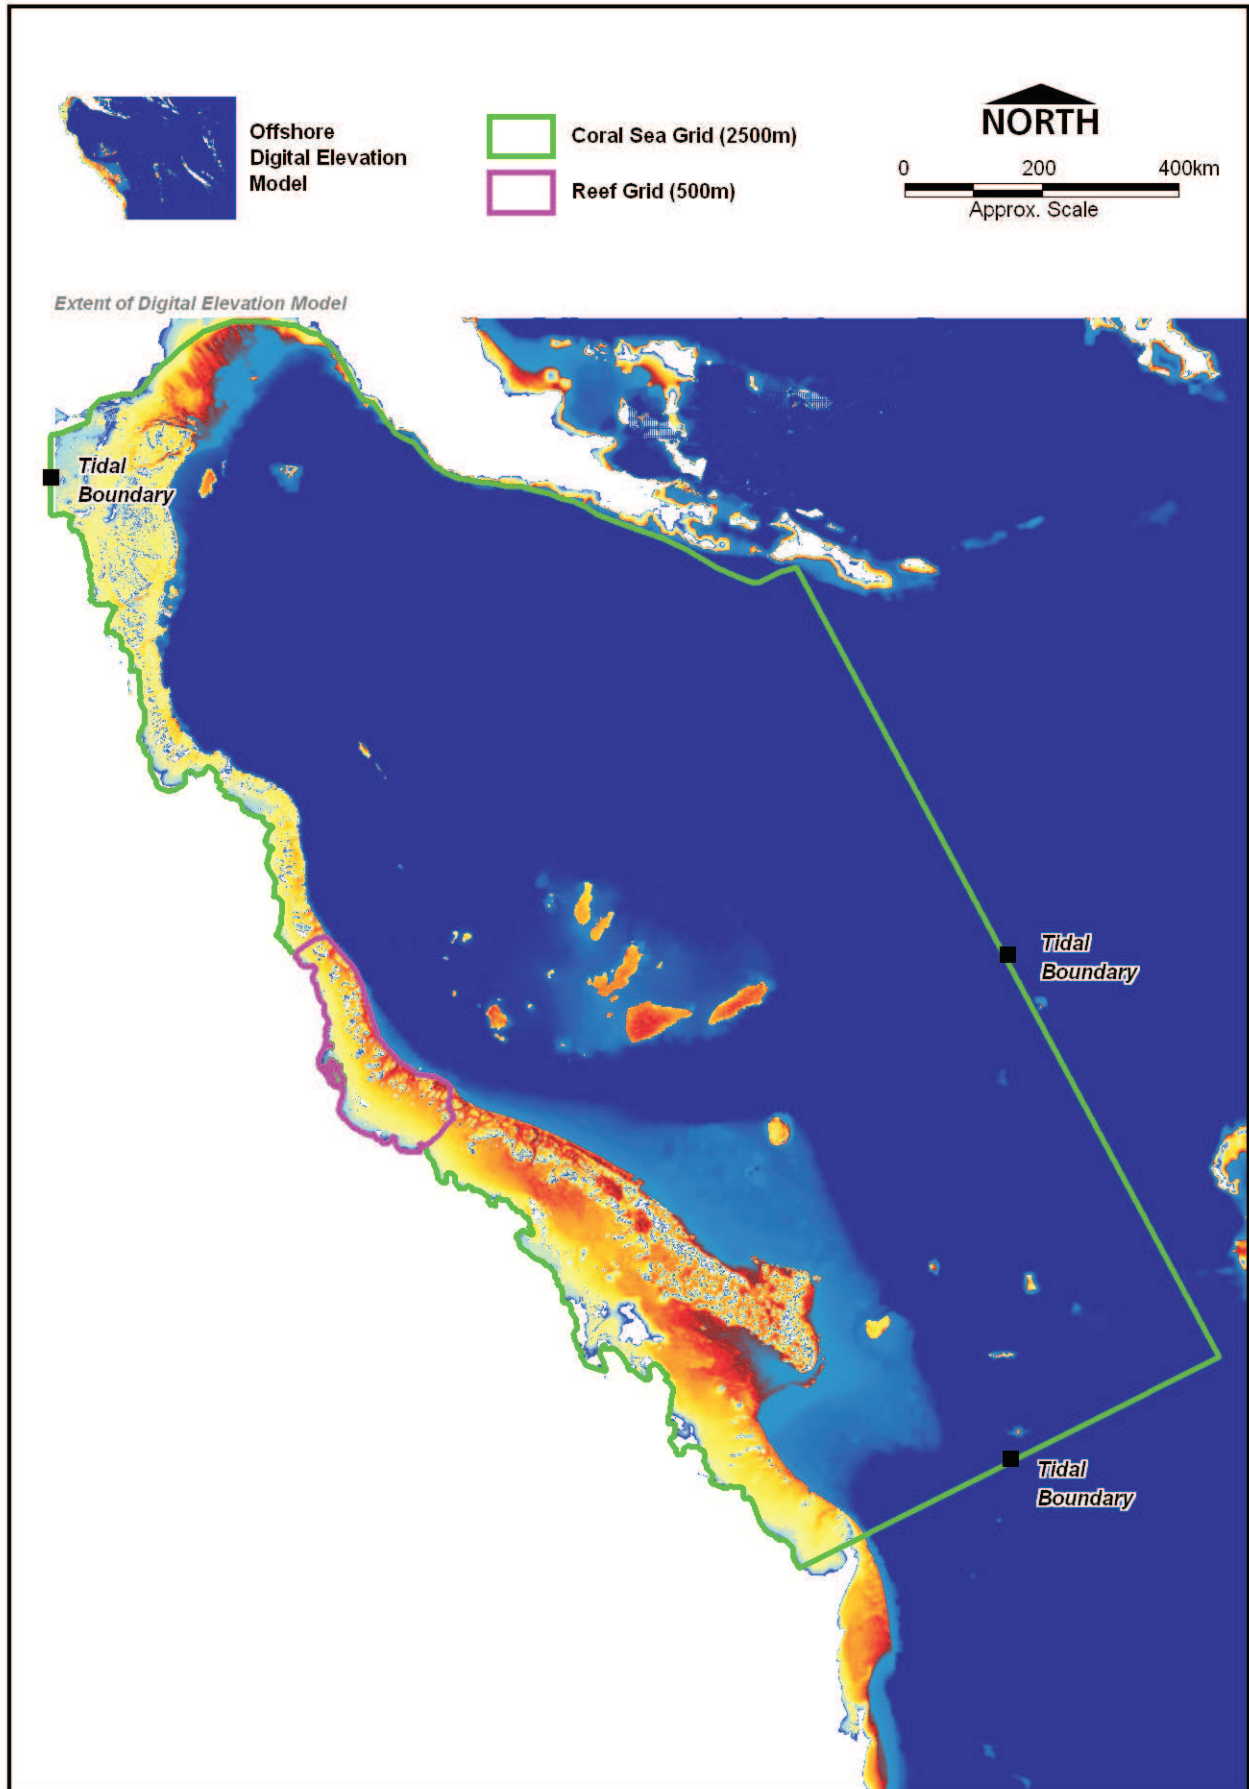 Offshore
Digital Elevation
Model
Coral Sea Grid (2500m)
Reef Grid (500m)
NORTH
0 200 400km
Approx. Scale
Extent of Digital Elevation Model
Tidal
Boundary
Tidal
Boundary
Tidal
Boundary